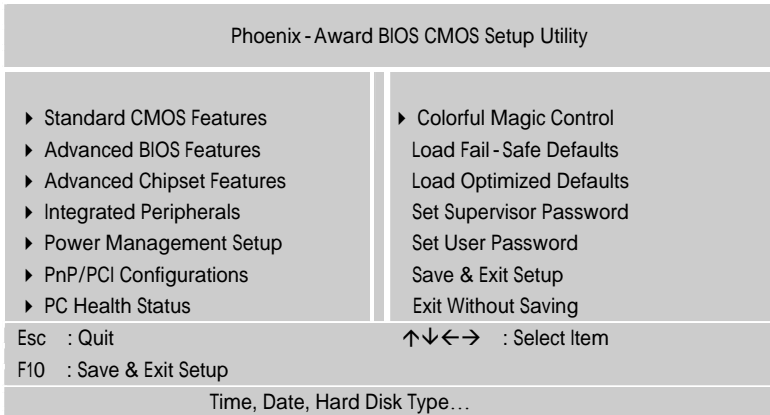 Phoenix - Award BIOS CMOS Setup Utility
▸ Standard CMOS Features
▸ Advanced BIOS Features
▸ Advanced Chipset Features
▸ Integrated Peripherals
▸ Power Management Setup
▸ PnP/PCI Configurations
▸ PC Health Status
▸ Colorful Magic Control
Load Fail - Safe Defaults
Load Optimized Defaults
Set Supervisor Password
Set User Password
Save & Exit Setup
Exit Without Saving
Esc : Quit
↑↓←→ : Select Item
F10 : Save & Exit Setup
Time, Date, Hard Disk Type…